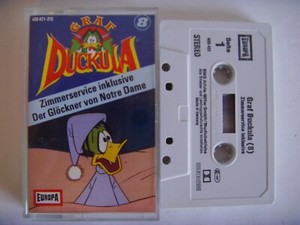 GRAF
DUCKULA
8
Zimmerservice inklusive
Der Glöckner von Notre Dame
EUROPA
Seite
1
STEREO
EUROPA
Graf Duckula (8)
Zimmerservice inklusive